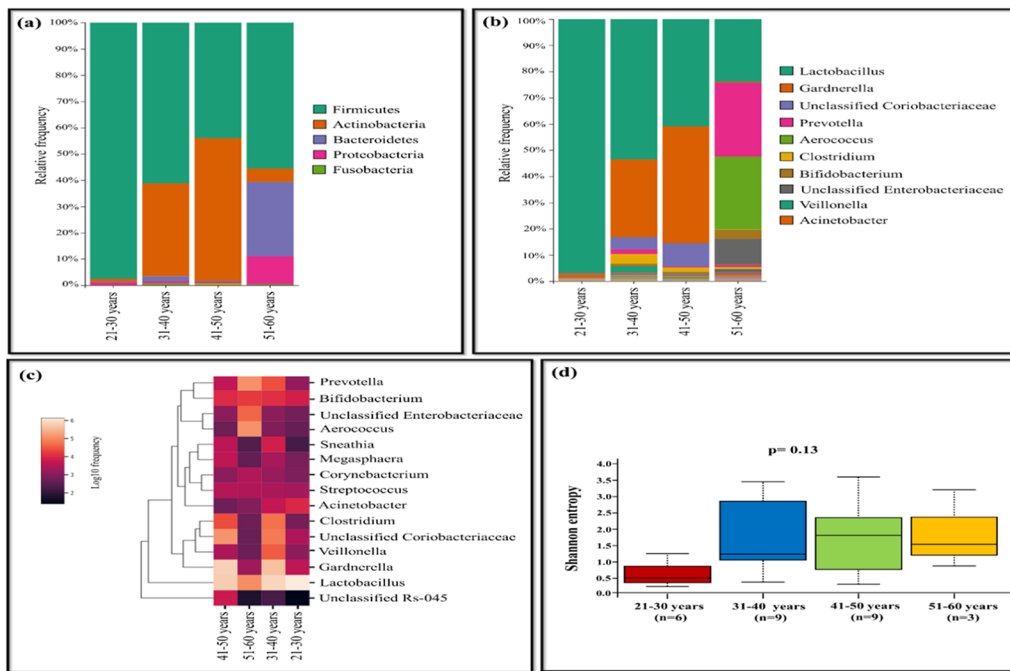 (a)
100%
90%
80%
70%
60%
50%
40%
30%
20%
10%
0%
Relative frequency
21-30 years
31-40 years
41-50 years
51-60 years
Firmicutes
Actinobacteria
Bacteroidetes
Proteobacteria
Fusobacteria
(b)
100%
90%
80%
70%
60%
50%
40%
30%
20%
10%
0%
Relative frequency
21-30 years
31-40 years
41-50 years
51-60 years
Lactobacillus
Gardnerella
Unclassified Coriobacteriaceae
Prevotella
Aerococcus
Clostridium
Bifidobacterium
Unclassified Enterobacteriaceae
Veillonella
Acinetobacter
(c)
6
5
4
3
2
Log10 frequency
Prevotella
Bifidobacterium
Unclassified Enterobacteriaceae
Aerococcus
Sneathia
Megasphaera
Corynebacterium
Streptococcus
Acinetobacter
Clostridium
Unclassified Coriobacteriaceae
Veillonella
Gardnerella
Lactobacillus
Unclassified Rs-045
41-50 years
51-60 years
31-40 years
21-30 years
(d)
p= 0.13
4.0
3.5
3.0
2.5
2.0
1.5
1.0
0.5
0.0
Shannon entropy
21-30 years 31-40 years 41-50 years 51-60 years
(n=6) (n=9) (n=9) (n=3)